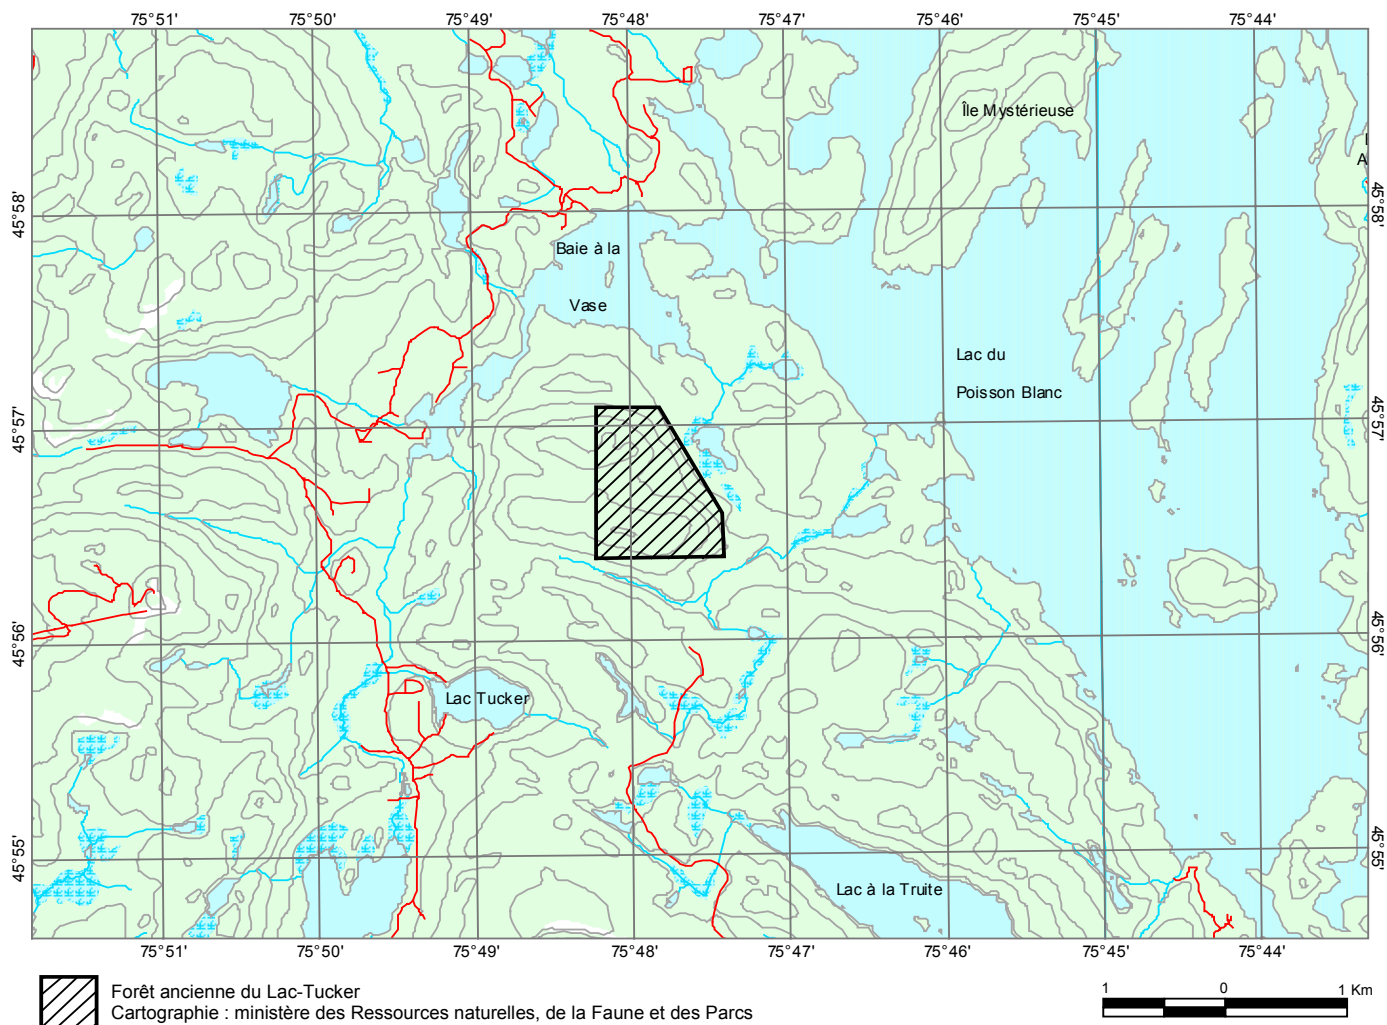 75°51' 75°50' 75°49' 75°48' 75°47' 75°46' 75°45' 75°44'
Île Mystérieuse
A
45°58' 45°58'
Baie à la
Vase
Lac du
Poisson Blanc
45°57' 45°57'
45°56' 45°56'
Lac Tucker
45°55' 45°55'
Lac à la Truite
75°51' 75°50' 75°49' 75°48' 75°47' 75°46' 75°45' 75°44'
1 0 1 Km
Forêt ancienne du Lac-Tucker
Cartographie : ministère des Ressources naturelles, de la Faune et des Parcs